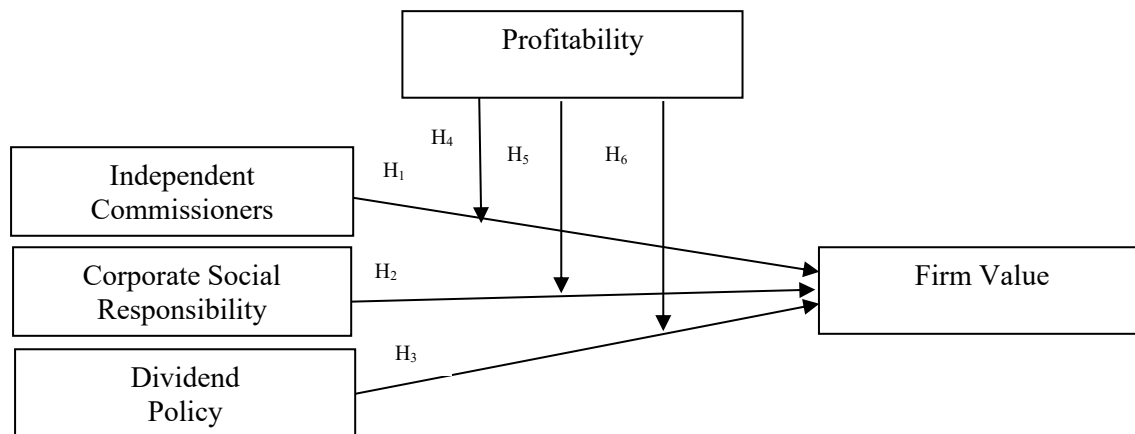 Profitability
H₄
H₅
H₆
H₁
Independent
Commissioners
Corporate Social
Responsibility
H₂
Firm Value
H₃
Dividend
Policy